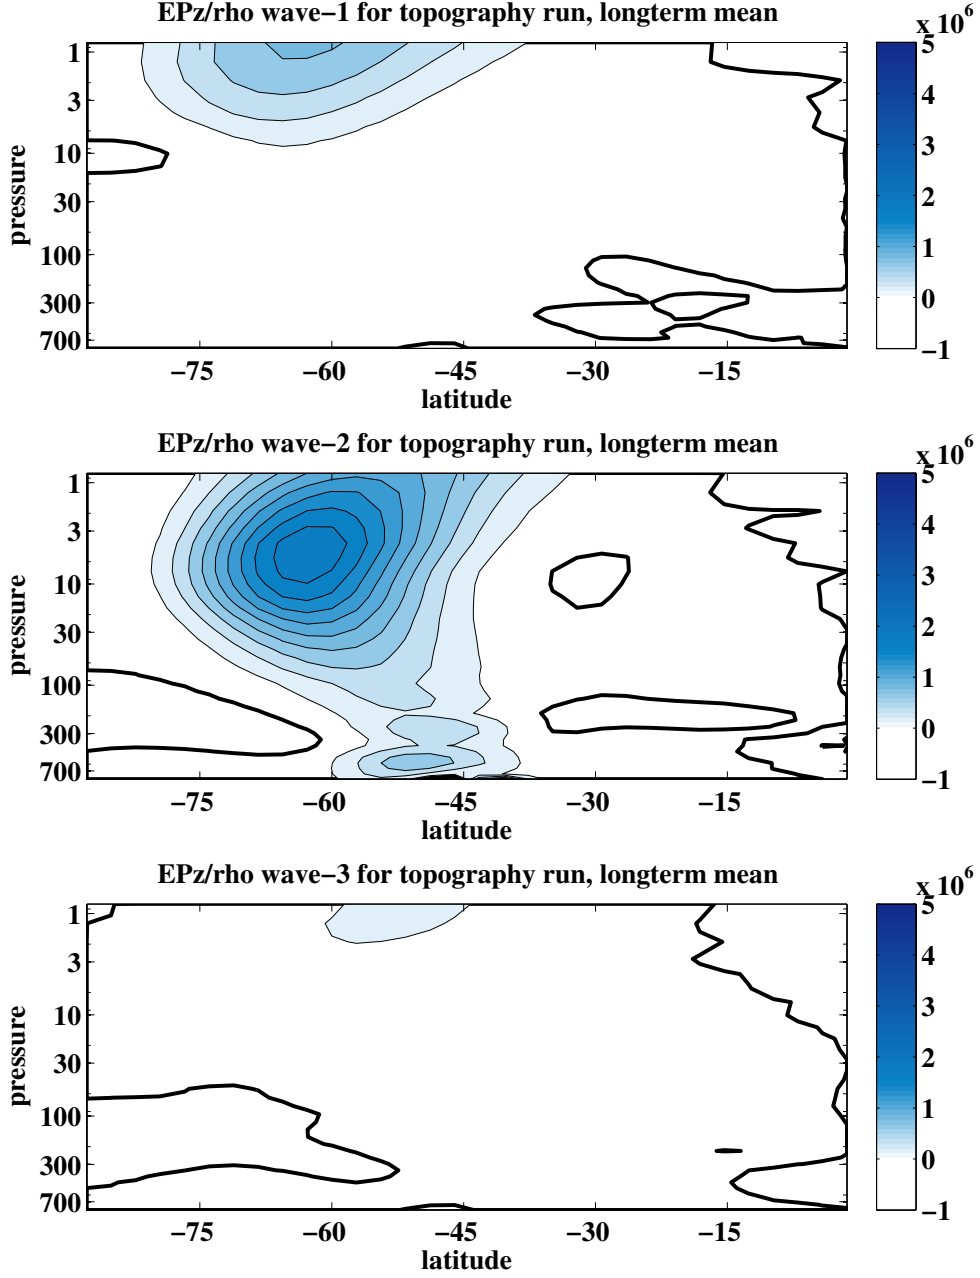 EPz/rho wave−1 for topography run, longterm mean
x 10^6
pressure
1
3
10
30
100
300
700
−75 −60 −45 −30 −15
latitude
5
4
3
2
1
0
−1
EPz/rho wave−2 for topography run, longterm mean
x 10^6
pressure
1
3
10
30
100
300
700
−75 −60 −45 −30 −15
latitude
5
4
3
2
1
0
−1
EPz/rho wave−3 for topography run, longterm mean
x 10^6
pressure
1
3
10
30
100
300
700
−75 −60 −45 −30 −15
latitude
5
4
3
2
1
0
−1